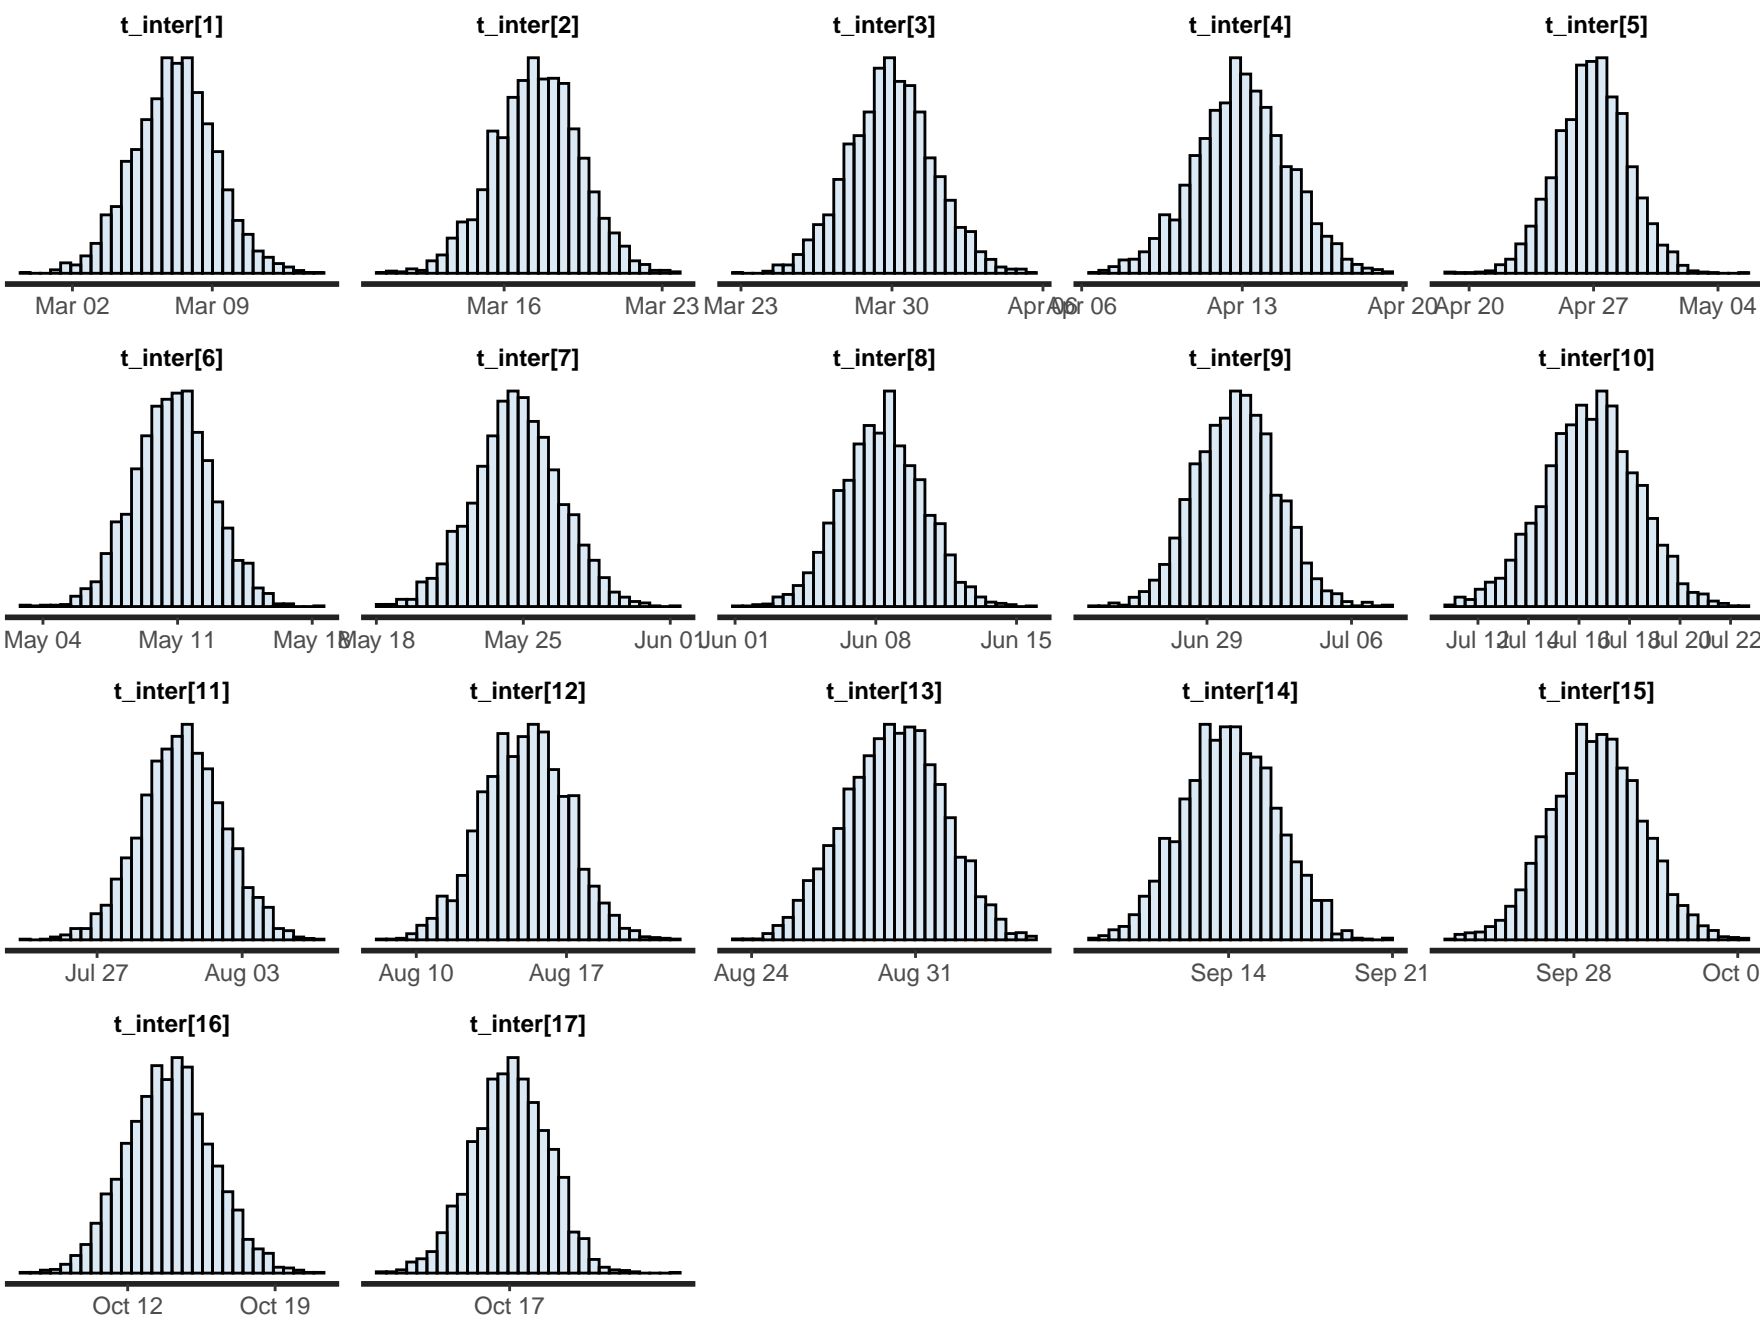 t_inter[1] t_inter[2] t_inter[3] t_inter[4] t_inter[5]
Mar 02 Mar 09 Mar 16 Mar 23 Mar 23 Mar 30 Apr 06 Apr 06 Apr 13 Apr 20 Apr 20 Apr 27 May 04
t_inter[6] t_inter[7] t_inter[8] t_inter[9] t_inter[10]
May 04 May 11 May 18 May 18 May 25 Jun 01 Jun 01 Jun 08 Jun 15 Jun 29 Jul 06 Jul 12 Jul 14 Jul 16 Jul 18 Jul 20 Jul 22
t_inter[11] t_inter[12] t_inter[13] t_inter[14] t_inter[15]
Jul 27 Aug 03 Aug 10 Aug 17 Aug 24 Aug 31 Sep 14 Sep 21 Sep 28 Oct 0
t_inter[16] t_inter[17]
Oct 12 Oct 19 Oct 17